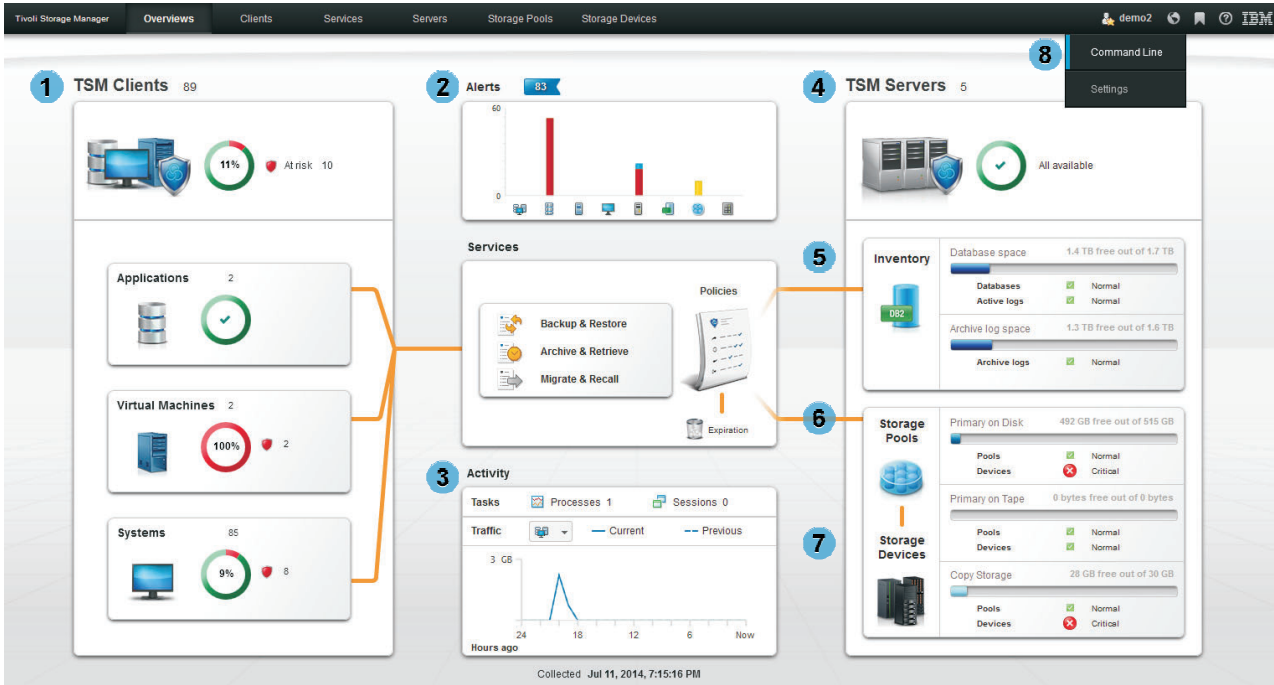 Tivoli Storage Manager Overviews Clients Services Servers Storage Pools Storage Devices demo2 IBM
8 Command Line
Settings
1 TSM Clients 89
11% At risk 10
Applications 2
Virtual Machines 2
100% 2
Systems 85
9% 8
2 Alerts 83
60
0
Services
Backup & Restore
Archive & Retrieve
Migrate & Recall
Policies
Expiration
3 Activity
Tasks Processes 1 Sessions 0
Traffic Current Previous
3 GB
24 18 12 6 Now
Hours ago
4 TSM Servers 5
All available
5
Inventory
DB2
Database space 1.4 TB free out of 1.7 TB
Databases Normal
Active logs Normal
Archive log space 1.3 TB free out of 1.6 TB
Archive logs Normal
6
Storage
Pools
Primary on Disk 492 GB free out of 515 GB
Pools Normal
Devices Critical
Primary on Tape 0 bytes free out of 0 bytes
Pools Normal
Devices Normal
7
Storage
Devices
Copy Storage 28 GB free out of 30 GB
Pools Normal
Devices Critical
Collected Jul 11, 2014, 7:15:16 PM